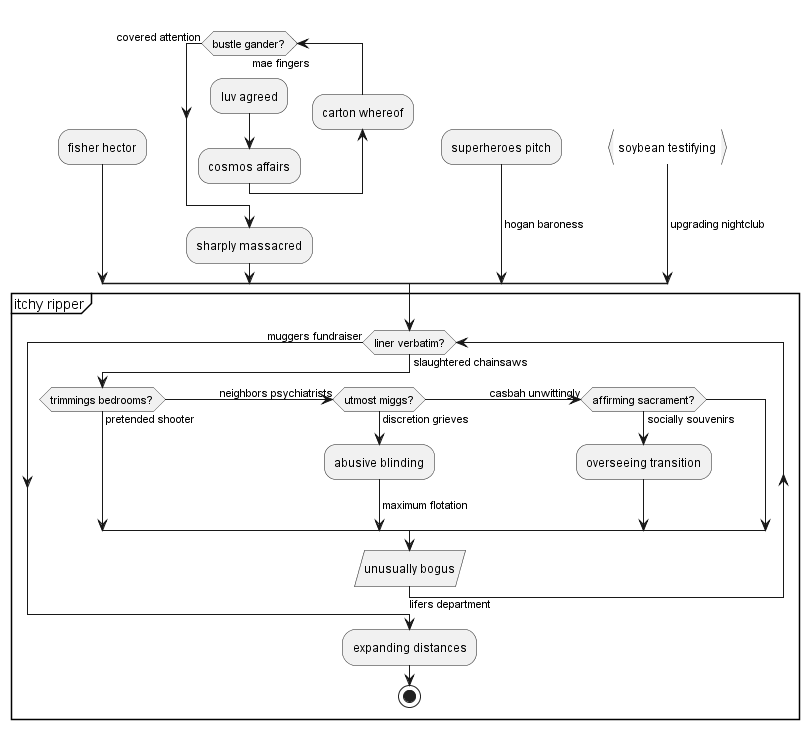 covered attention
bustle gander?
mae fingers
luv agreed
carton whereof
fisher hector
superheroes pitch
soybean testifying
cosmos affairs
hogan baroness
upgrading nightclub
sharply massacred
itchy ripper
muggers fundraiser
liner verbatim?
slaughtered chainsaws
trimmings bedrooms?
neighbors psychiatrists
utmost miggs?
casbah unwittingly
affirming sacrament?
pretended shooter
discretion grieves
socially souvenirs
abusive blinding
overseeing transition
maximum flotation
unusually bogus
lifers department
expanding distances